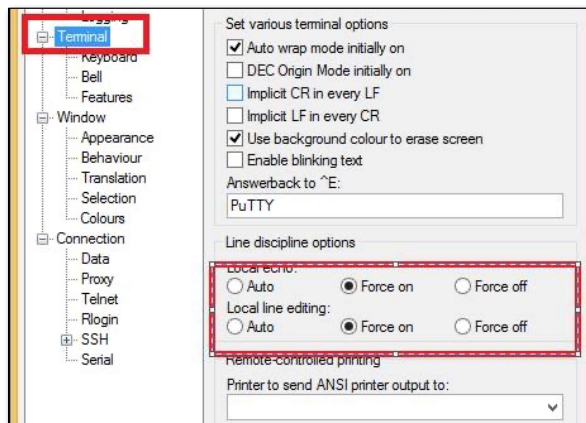 Logging
Terminal
Keyboard
Bell
Features
Window
Appearance
Behaviour
Translation
Selection
Colours
Connection
Data
Proxy
Telnet
Rlogin
SSH
Serial
Set various terminal options
Auto wrap mode initially on
DEC Origin Mode initially on
Implicit CR in every LF
Implicit LF in every CR
Use background colour to erase screen
Enable blinking text
Answerback to ^E:
PuTTY
Line discipline options
Local echo:
Auto Force on Force off
Local line editing:
Auto Force on Force off
Remote-controlled printing
Printer to send ANSI printer output to: